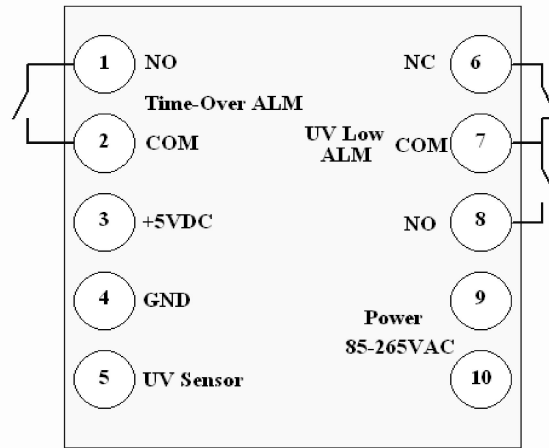 1 NO
Time-Over ALM
2 COM
3 +5VDC
4 GND
5 UV Sensor
NC 6
UV Low
ALM
COM 7
NO 8
9
Power
85-265VAC
10